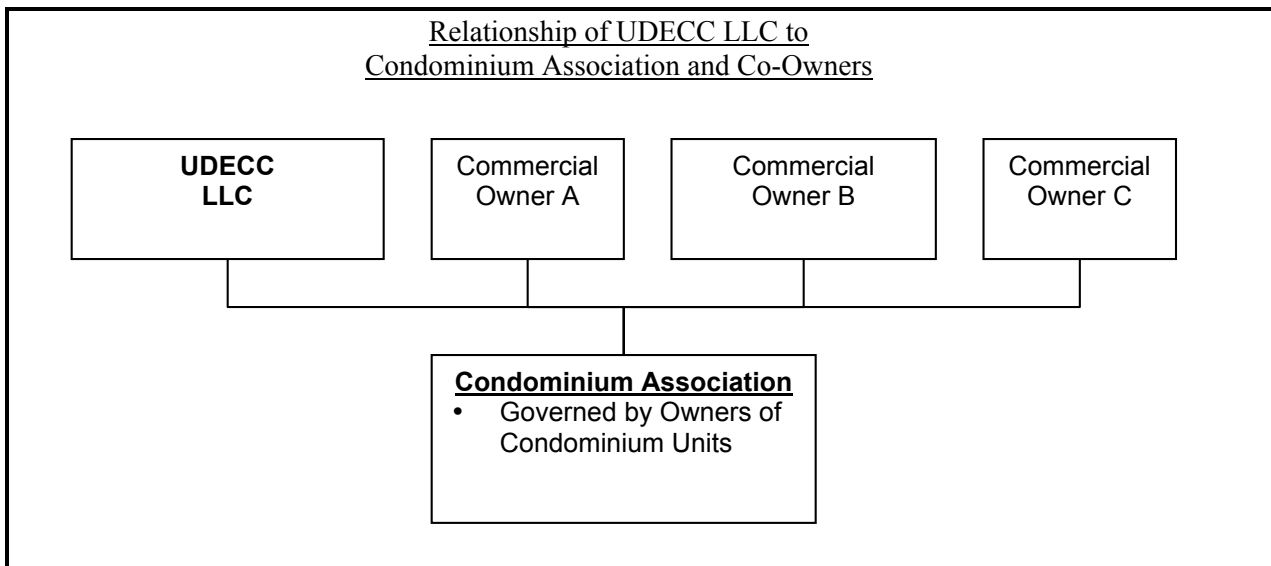 Relationship of UDECC LLC to
Condominium Association and Co-Owners
UDECC
LLC
Commercial
Owner A
Commercial
Owner B
Commercial
Owner C
Condominium Association
• Governed by Owners of
Condominium Units